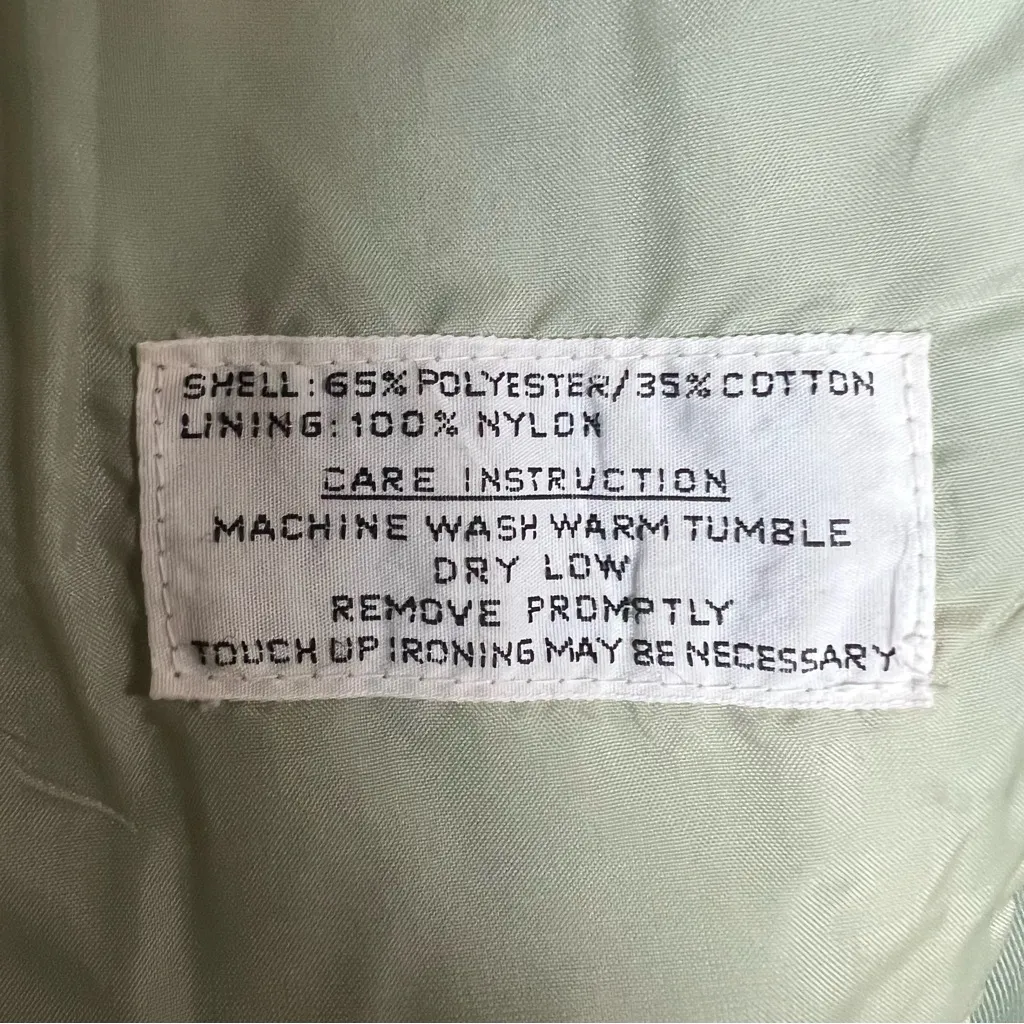 SHELL: 65% POLYESTER/35% COTTON
LINING: 100% NYLON
CARE INSTRUCTION
MACHINE WASH WARM TUMBLE
DRY LOW
REMOVE PROMPTLY
TOUCH UP IRONING MAY BE NECESSARY